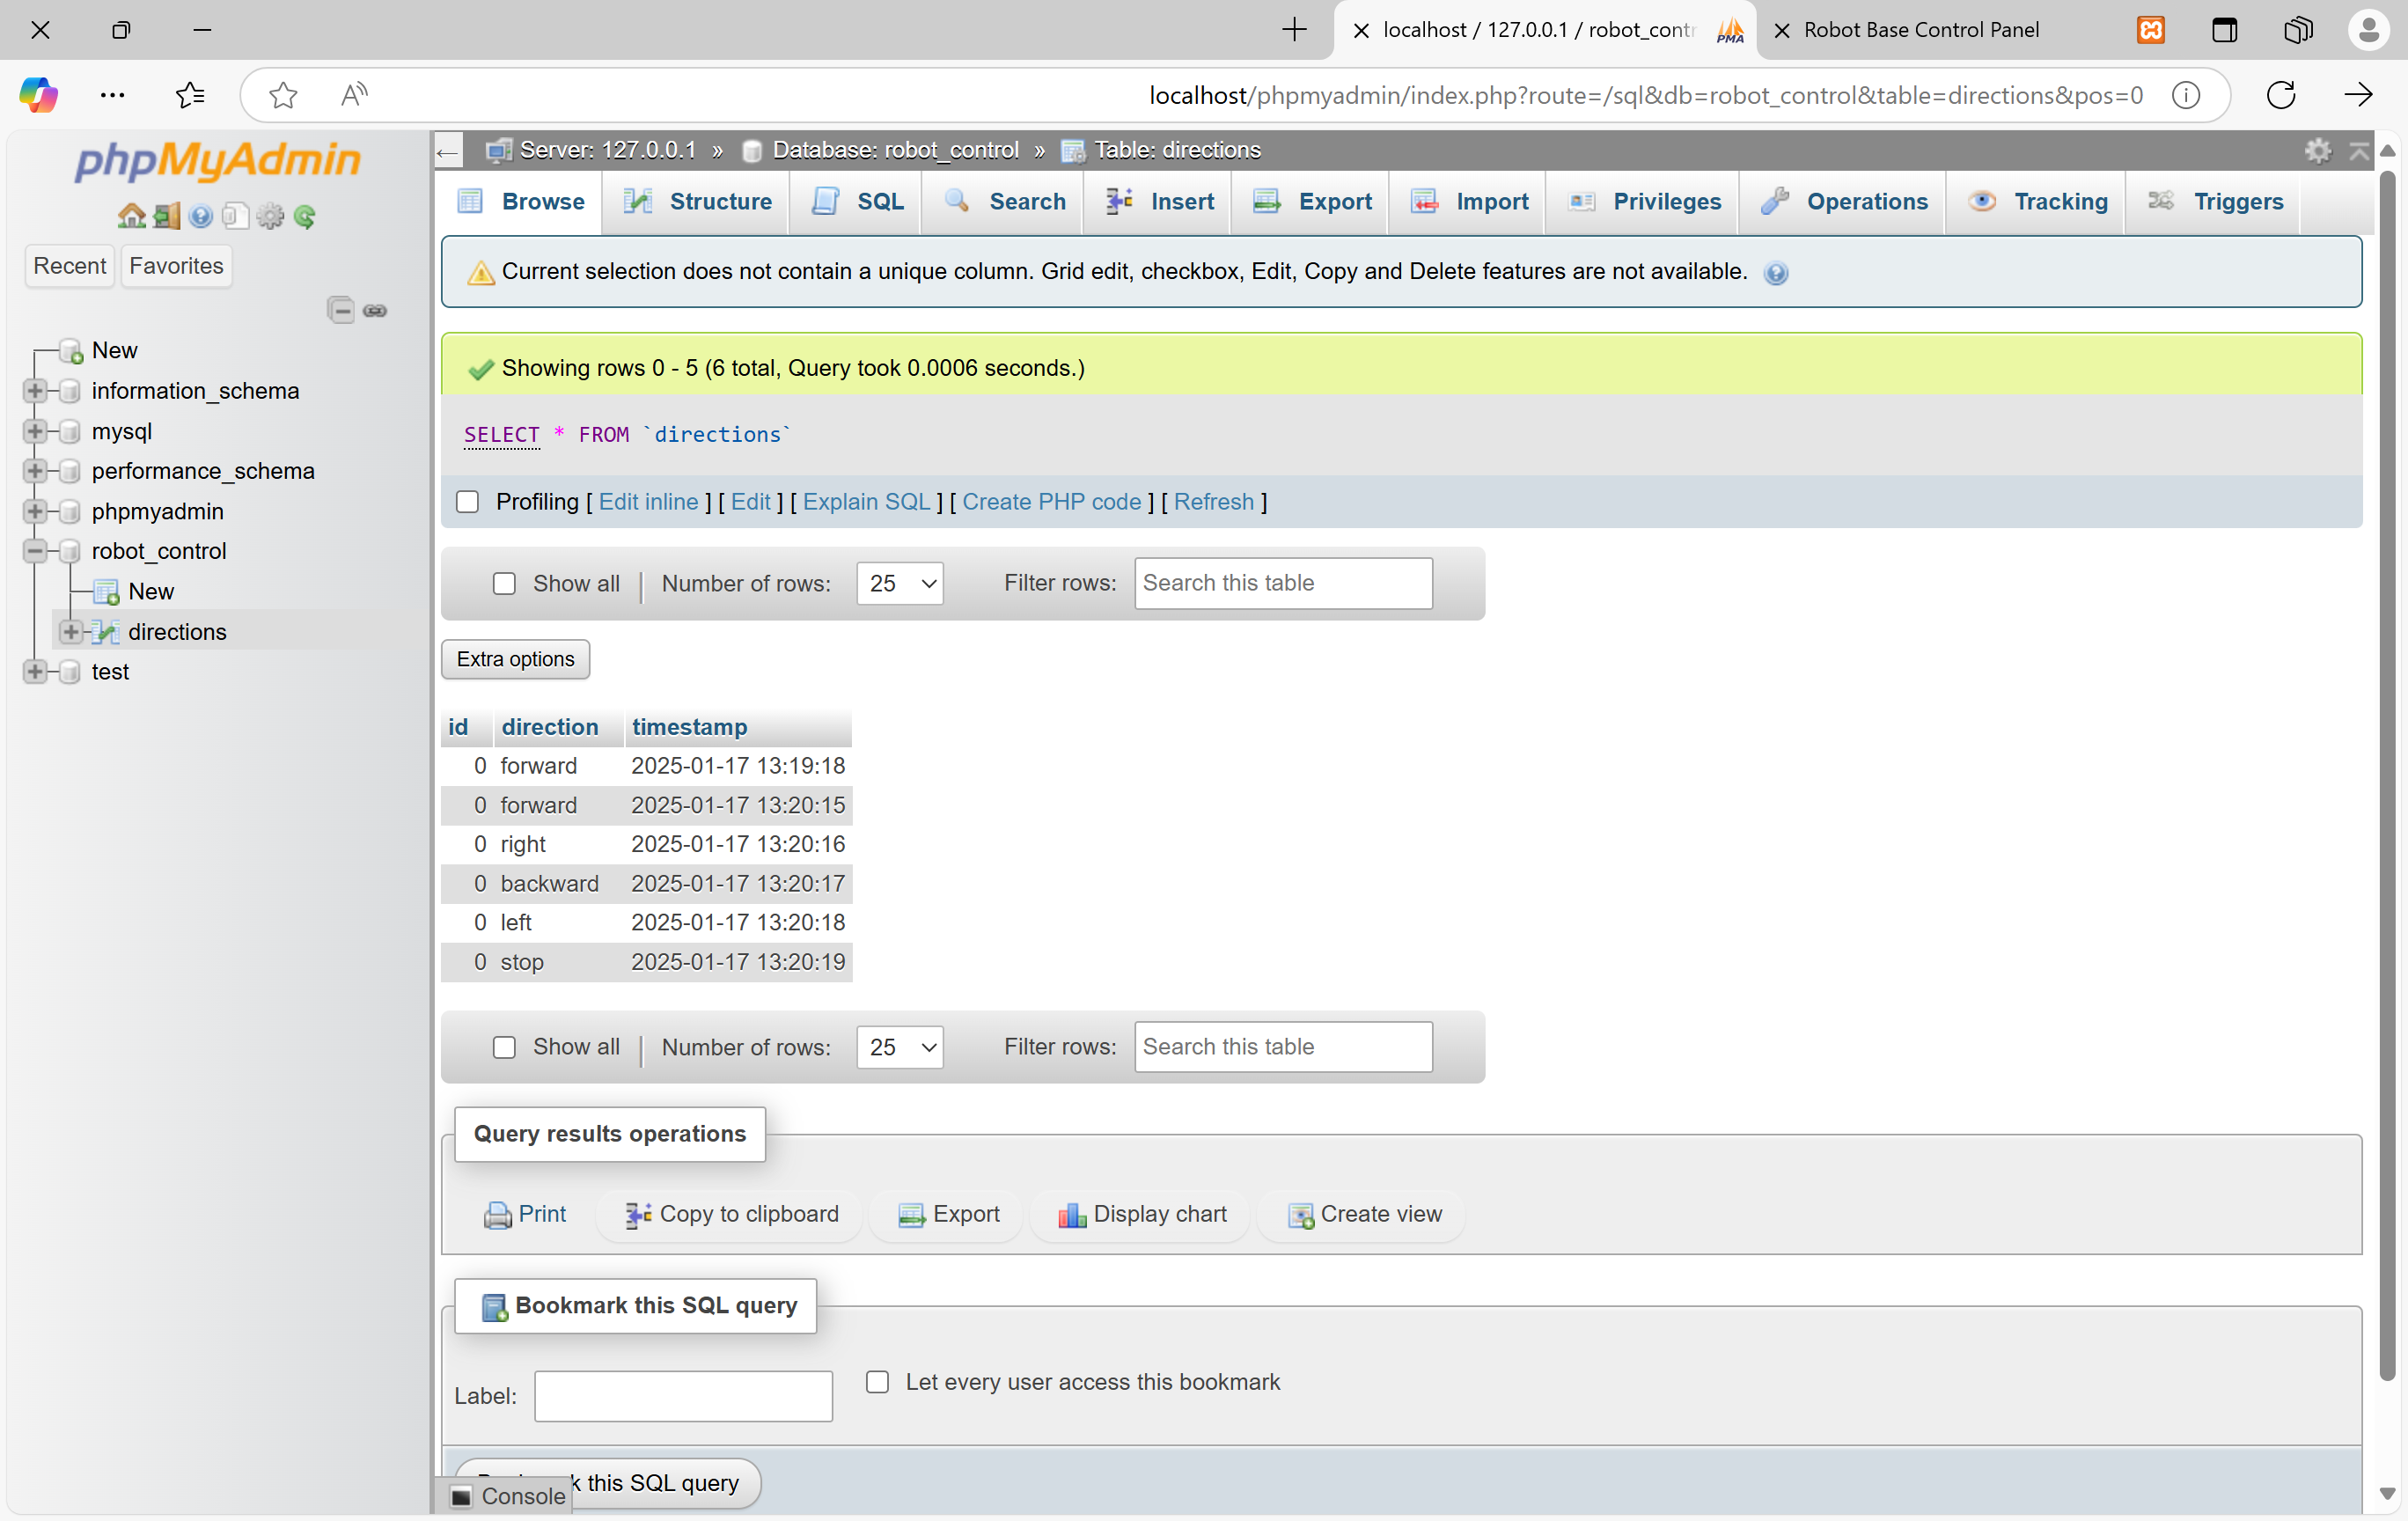 localhost / 127.0.0.1 / robot_contr
Robot Base Control Panel
localhost/phpmyadmin/index.php?route=/sql&db=robot_control&table=directions&pos=0
phpMyAdmin
Recent
Favorites
New
information_schema
mysql
performance_schema
phpmyadmin
robot_control
New
directions
test
Server: 127.0.0.1 » Database: robot_control » Table: directions
Browse
Structure
SQL
Search
Insert
Export
Import
Privileges
Operations
Tracking
Triggers
Current selection does not contain a unique column. Grid edit, checkbox, Edit, Copy and Delete features are not available.
Showing rows 0 - 5 (6 total, Query took 0.0006 seconds.)
SELECT * FROM `directions`
Profiling [ Edit inline ] [ Edit ] [ Explain SQL ] [ Create PHP code ] [ Refresh ]
Show all | Number of rows: 25 Filter rows: Search this table
Extra options
id direction timestamp
0 forward 2025-01-17 13:19:18
0 forward 2025-01-17 13:20:15
0 right 2025-01-17 13:20:16
0 backward 2025-01-17 13:20:17
0 left 2025-01-17 13:20:18
0 stop 2025-01-17 13:20:19
Show all | Number of rows: 25 Filter rows: Search this table
Query results operations
Print Copy to clipboard Export Display chart Create view
Bookmark this SQL query
Label: Let every user access this bookmark
k this SQL query
Console